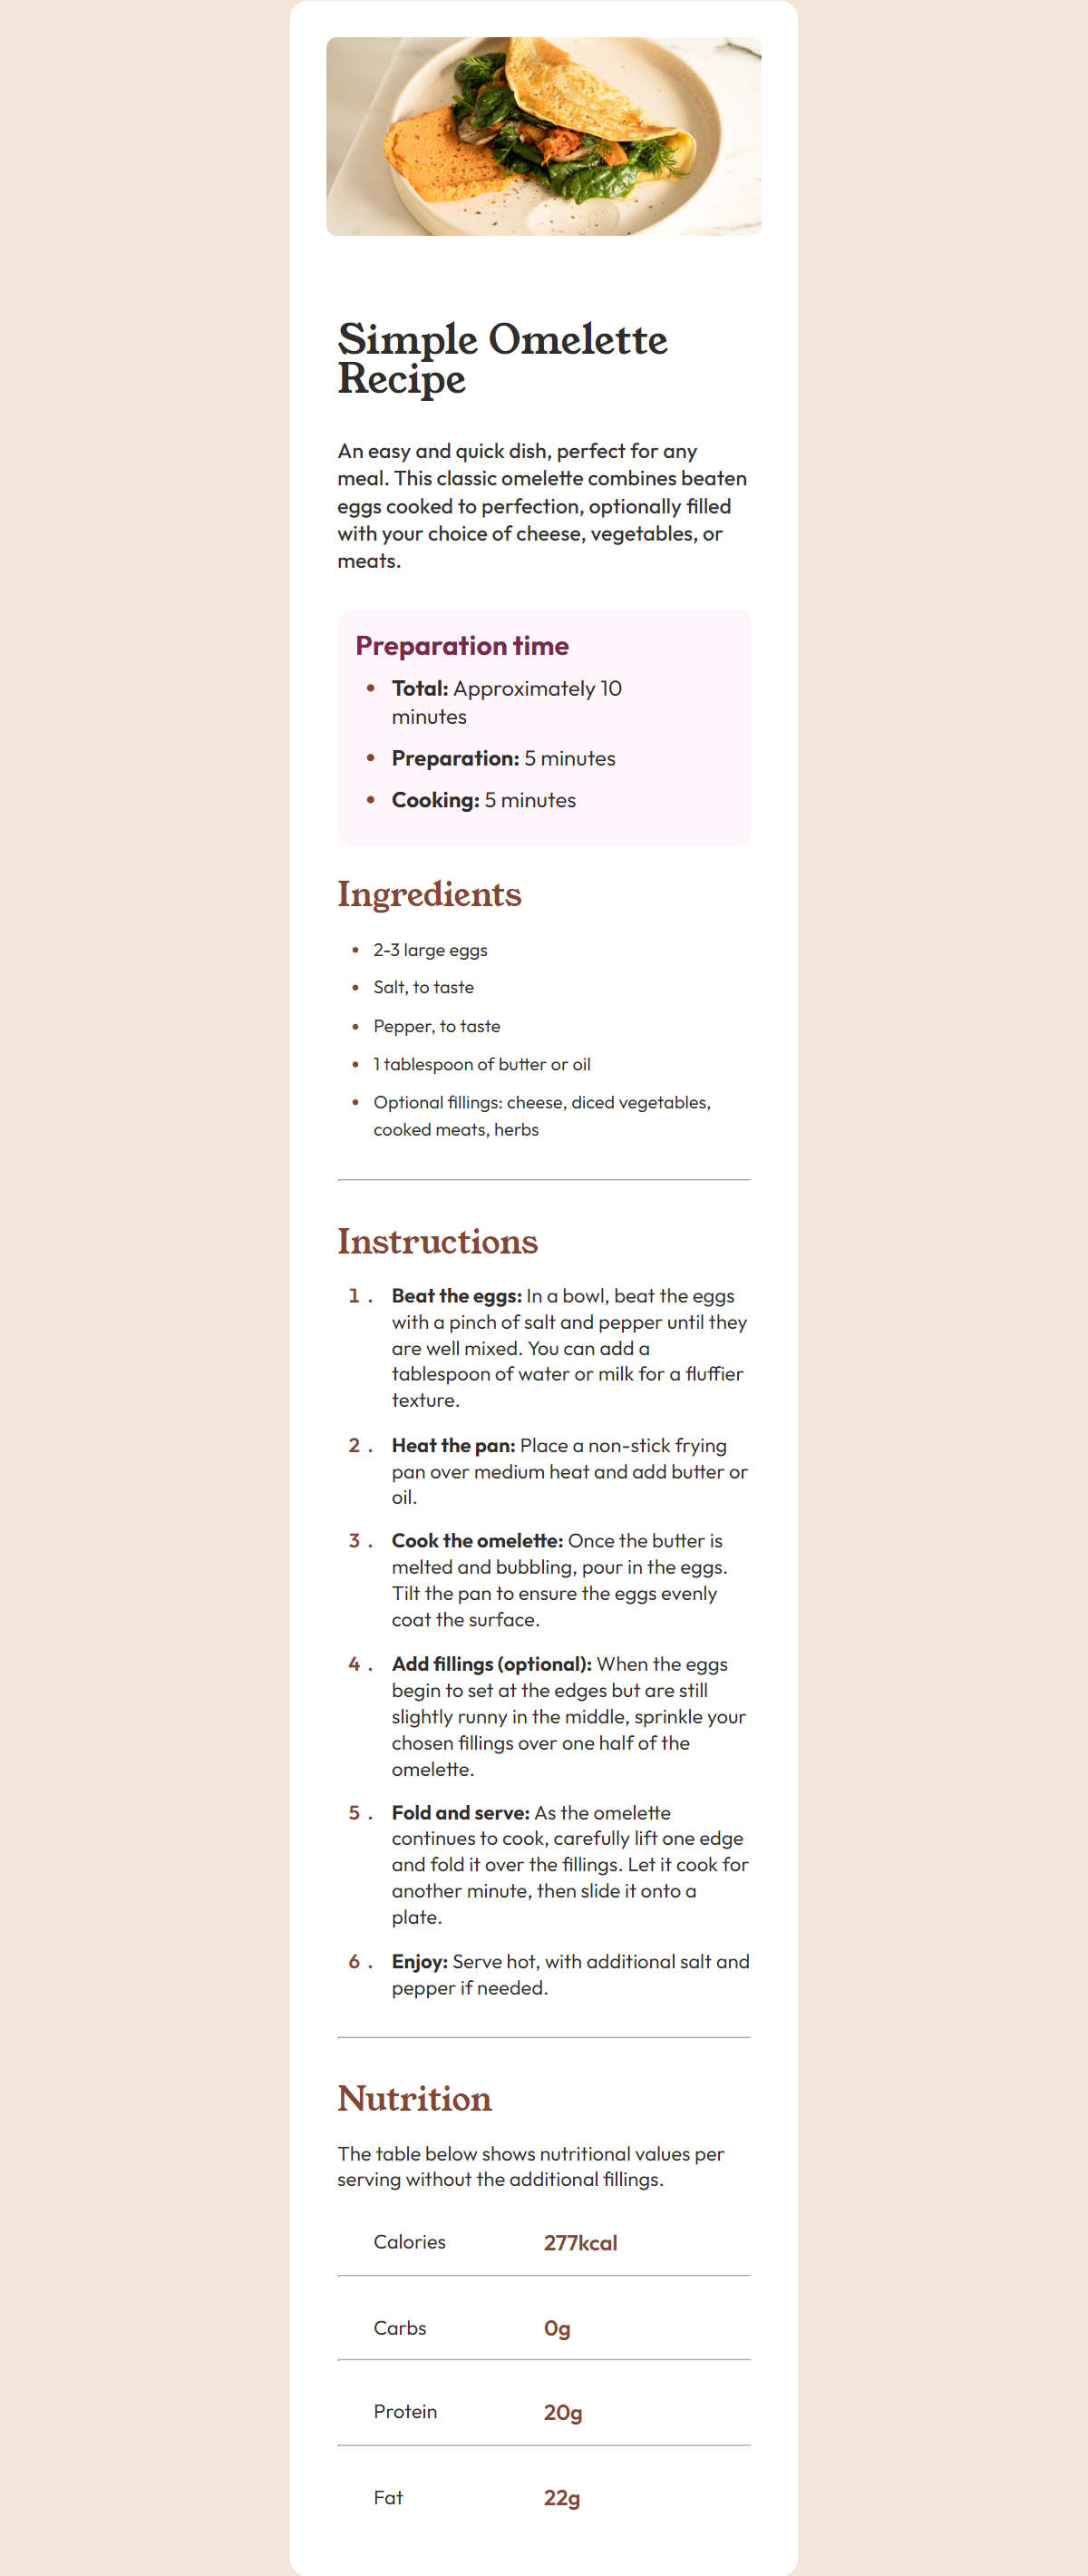 Simple Omelette
Recipe
An easy and quick dish, perfect for any
meal. This classic omelette combines beaten
eggs cooked to perfection, optionally filled
with your choice of cheese, vegetables, or
meats.
Preparation time
• Total: Approximately 10
minutes
• Preparation: 5 minutes
• Cooking: 5 minutes
Ingredients
• 2-3 large eggs
• Salt, to taste
• Pepper, to taste
• 1 tablespoon of butter or oil
• Optional fillings: cheese, diced vegetables,
cooked meats, herbs
Instructions
1. Beat the eggs: In a bowl, beat the eggs
with a pinch of salt and pepper until they
are well mixed. You can add a
tablespoon of water or milk for a fluffier
texture.
2. Heat the pan: Place a non-stick frying
pan over medium heat and add butter or
oil.
3. Cook the omelette: Once the butter is
melted and bubbling, pour in the eggs.
Tilt the pan to ensure the eggs evenly
coat the surface.
4. Add fillings (optional): When the eggs
begin to set at the edges but are still
slightly runny in the middle, sprinkle your
chosen fillings over one half of the
omelette.
5. Fold and serve: As the omelette
continues to cook, carefully lift one edge
and fold it over the fillings. Let it cook for
another minute, then slide it onto a
plate.
6. Enjoy: Serve hot, with additional salt and
pepper if needed.
Nutrition
The table below shows nutritional values per
serving without the additional fillings.
Calories 277kcal
Carbs 0g
Protein 20g
Fat 22g